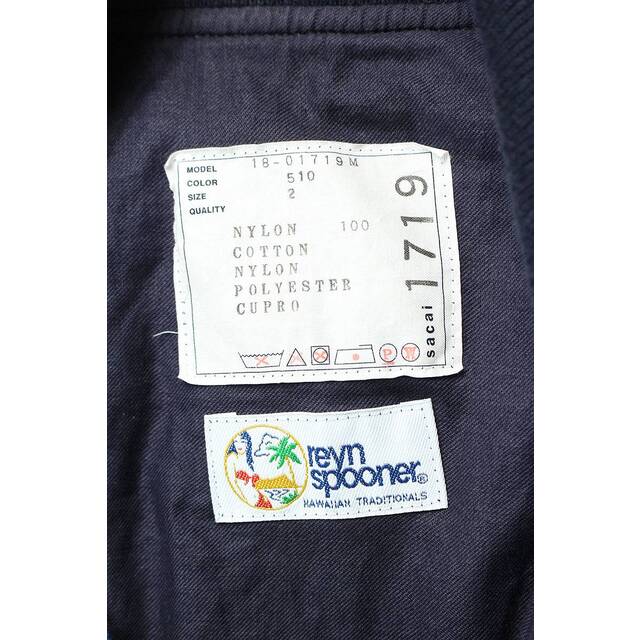 MODEL 18-01719M
COLOR 510
SIZE 2
QUALITY
NYLON 100
COTTON
NYLON
POLYESTER
CUPRO
sacai 1719
P W
reyn
spooner®
HAWAIIAN TRADITIONALS